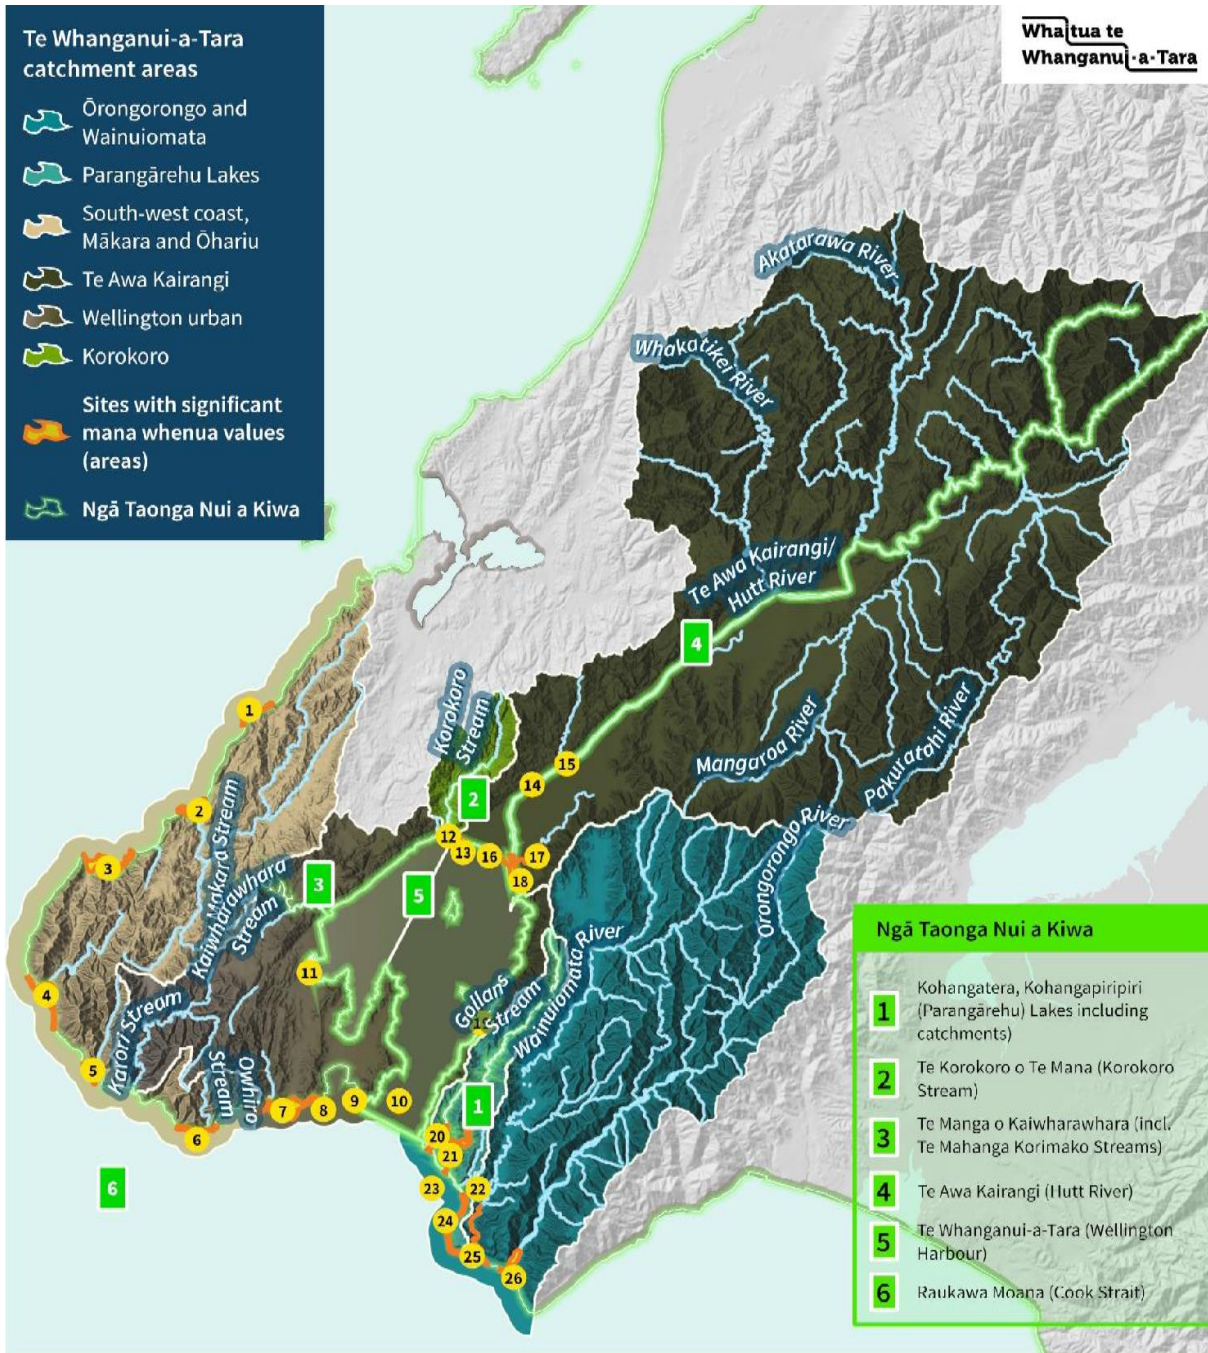 Te Whanganui-a-Tara
catchment areas
Ōrongorongo and
Wainuiomata
Parangārehu Lakes
South-west coast,
Mākara and Ōhariu
Te Awa Kairangi
Wellington urban
Korokoro
Sites with significant
mana whenua values
(areas)
Ngā Taonga Nui a Kiwa
Whaitua te
Whanganui-a-Tara
Akatarawa River
Whakatikei River
Te Awa Kairangi/
Hutt River
4
Korokoro
Stream
1
15
Mangaroa River
Pakuratahi River
14
2
2
12
13
16
17
Orongorongo River
3
18
3
5
Makara Stream
Kaiwharawhara
Stream
11
4
Gollans
Stream
Wainuiomata River
Karori Stream
5
Owhiro
Stream
7
8
9
10
1
6
20
21
6
23
22
24
25
26
Ngā Taonga Nui a Kiwa
1
Kohangatera, Kohangapiripiri
(Parangārehu) Lakes including
catchments)
2
Te Korokoro o Te Mana (Korokoro
Stream)
3
Te Manga o Kaiwharawhara (incl.
Te Mahanga Korimako Streams)
4
Te Awa Kairangi (Hutt River)
5
Te Whanganui-a-Tara (Wellington
Harbour)
6
Raukawa Moana (Cook Strait)